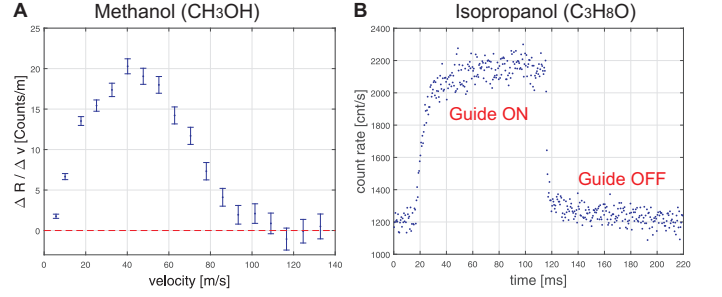 A
Methanol (CH3OH)
Δ R / Δ v [Counts/m]
25
20
15
10
5
0
0 20 40 60 80 100 120 140
velocity [m/s]
B
Isopropanol (C3H8O)
count rate [cnt/s]
2400
2200
2000
1800
1600
1400
1200
1000
Guide ON
Guide OFF
0 20 40 60 80 100 120 140 160 180 200 220
time [ms]